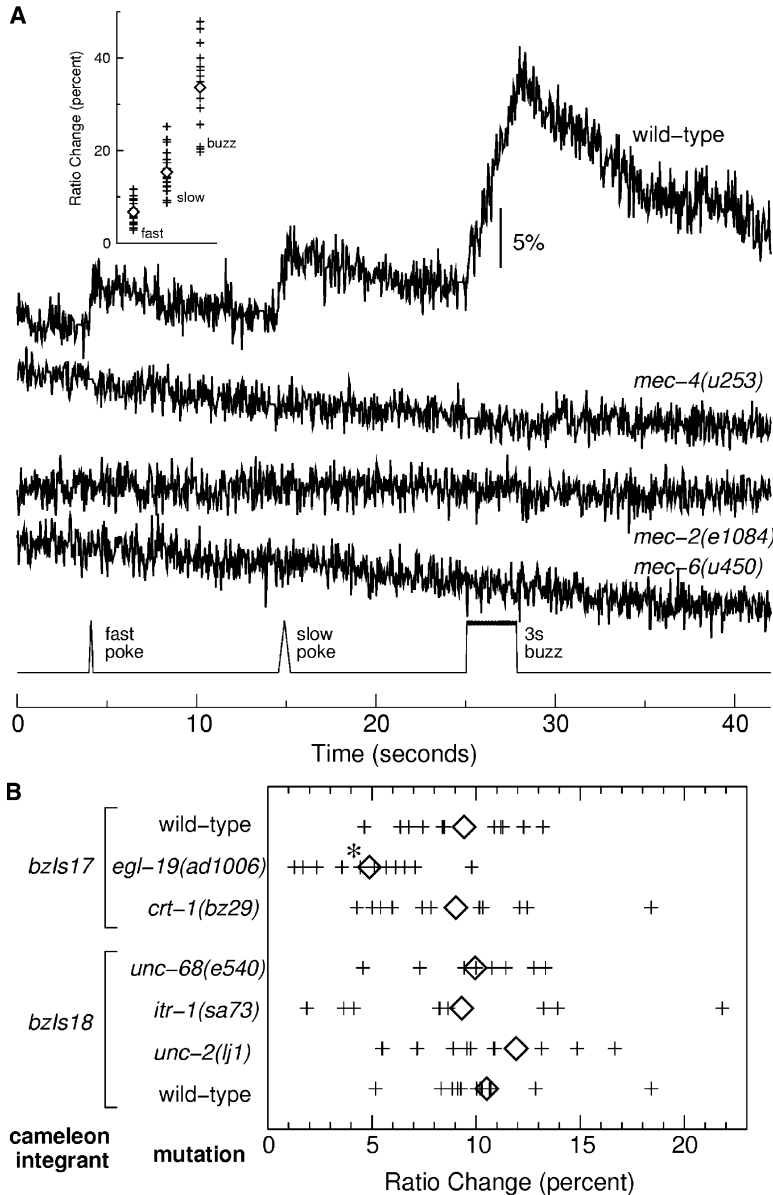 A
Ratio Change (percent)
40
20
0
buzz
slow
fast
wild-type
5%
mec-4(u253)
mec-2(e1084)
mec-6(u450)
fast
poke
slow
poke
3s
buzz
0 10 20 30 40
Time (seconds)
B
bzIs17
wild-type
*
egl-19(ad1006)
crt-1(bz29)
bzIs18
unc-68(e540)
itr-1(sa73)
unc-2(lj1)
wild-type
0 5 10 15 20
cameleon
integrant
mutation
Ratio Change (percent)